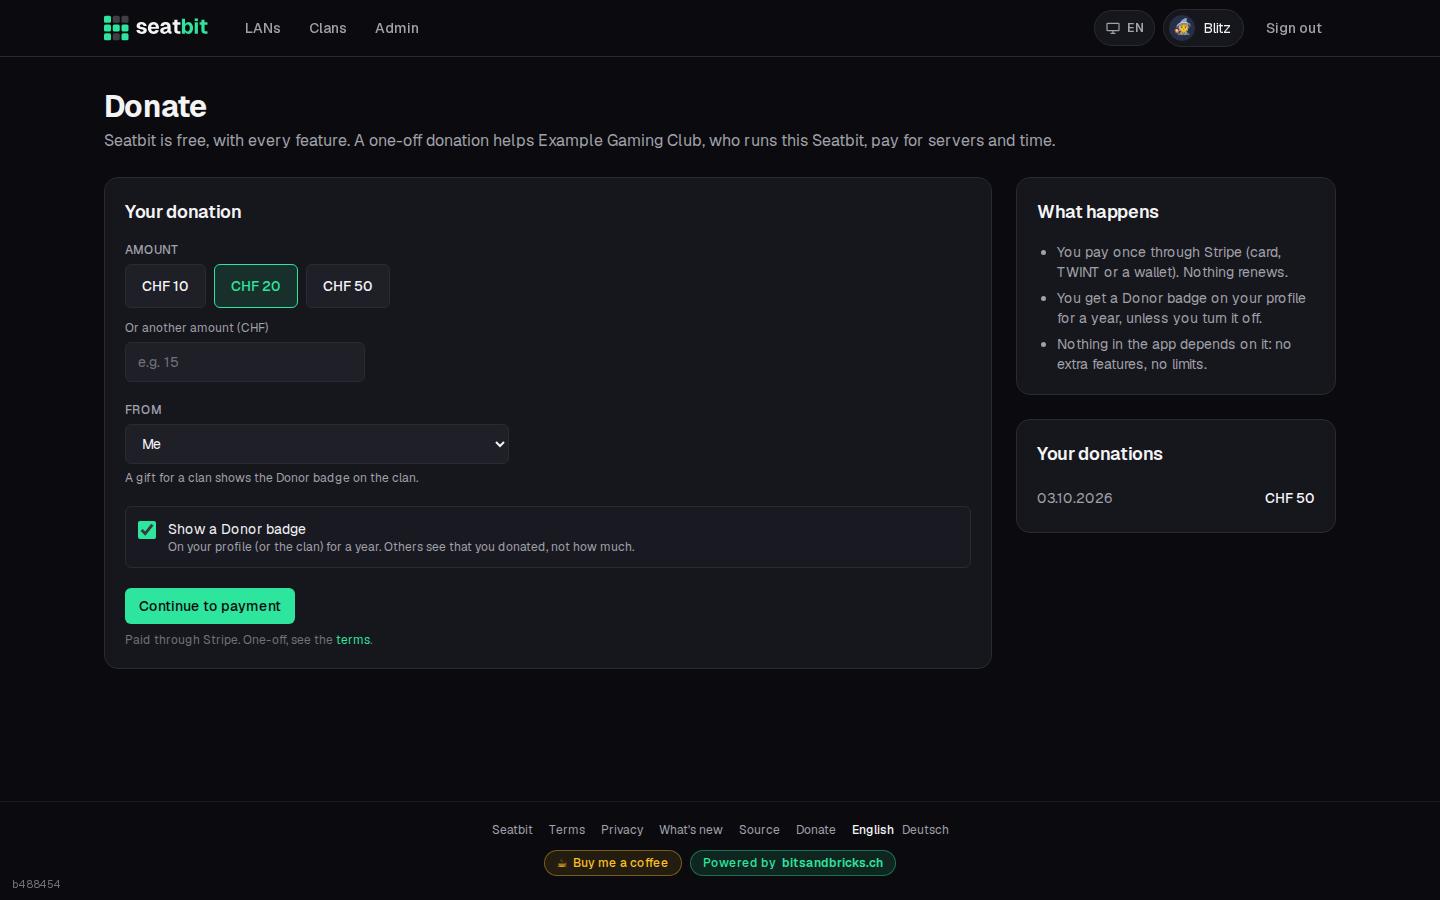 seatbit
LANs
Clans
Admin
EN
Blitz
Sign out
Donate
Seatbit is free, with every feature. A one-off donation helps Example Gaming Club, who runs this Seatbit, pay for servers and time.
Your donation
AMOUNT
CHF 10
CHF 20
CHF 50
Or another amount (CHF)
e.g. 15
FROM
Me
A gift for a clan shows the Donor badge on the clan.
Show a Donor badge
On your profile (or the clan) for a year. Others see that you donated, not how much.
Continue to payment
Paid through Stripe. One-off, see the terms.
What happens
You pay once through Stripe (card,
TWINT or a wallet). Nothing renews.
You get a Donor badge on your profile
for a year, unless you turn it off.
Nothing in the app depends on it: no
extra features, no limits.
Your donations
03.10.2026 CHF 50
Seatbit Terms Privacy What's new Source Donate English Deutsch
Buy me a coffee
Powered by bitsandbricks.ch
b488454